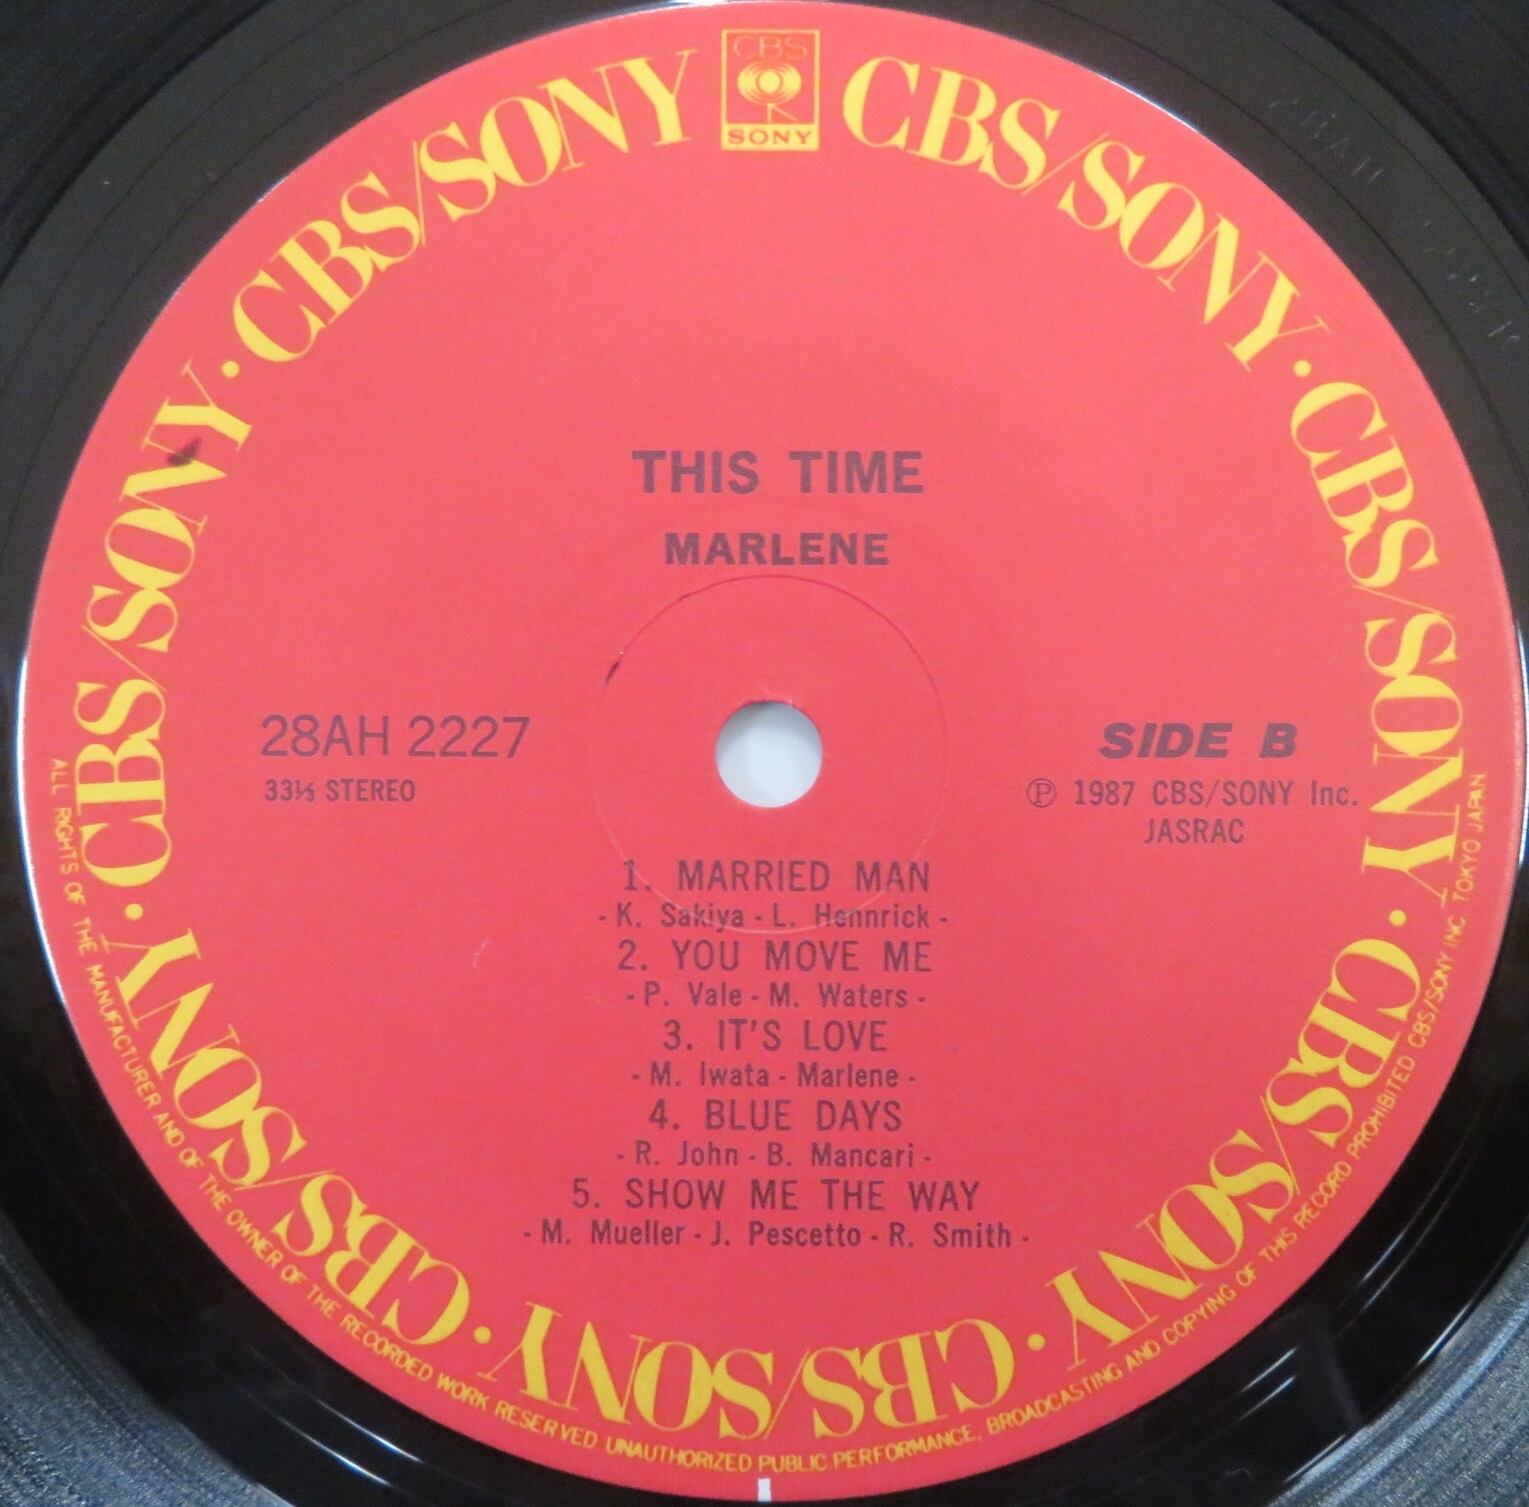 CBS
SONY
CBS/SONY · CBS/SONY · CBS/SONY · CBS/SONY · CBS/SONY · CBS/SONY · CBS/SONY
THIS TIME
MARLENE
28AH 2227
33⅓ STEREO
SIDE B
Ⓟ 1987 CBS/SONY Inc.
JASRAC
1. MARRIED MAN
- K. Sakiya - L. Hennrick -
2. YOU MOVE ME
- P. Vale - M. Waters -
3. IT'S LOVE
- M. Iwata - Marlene -
4. BLUE DAYS
- R. John - B. Mancari -
5. SHOW ME THE WAY
- M. Mueller - J. Pescetto - R. Smith -
ALL RIGHTS OF THE MANUFACTURER AND OF THE OWNER OF THE RECORDED WORK RESERVED. UNAUTHORIZED PUBLIC PERFORMANCE, BROADCASTING AND COPYING OF THIS RECORD PROHIBITED CBS/SONY INC. TOKYO JAPAN